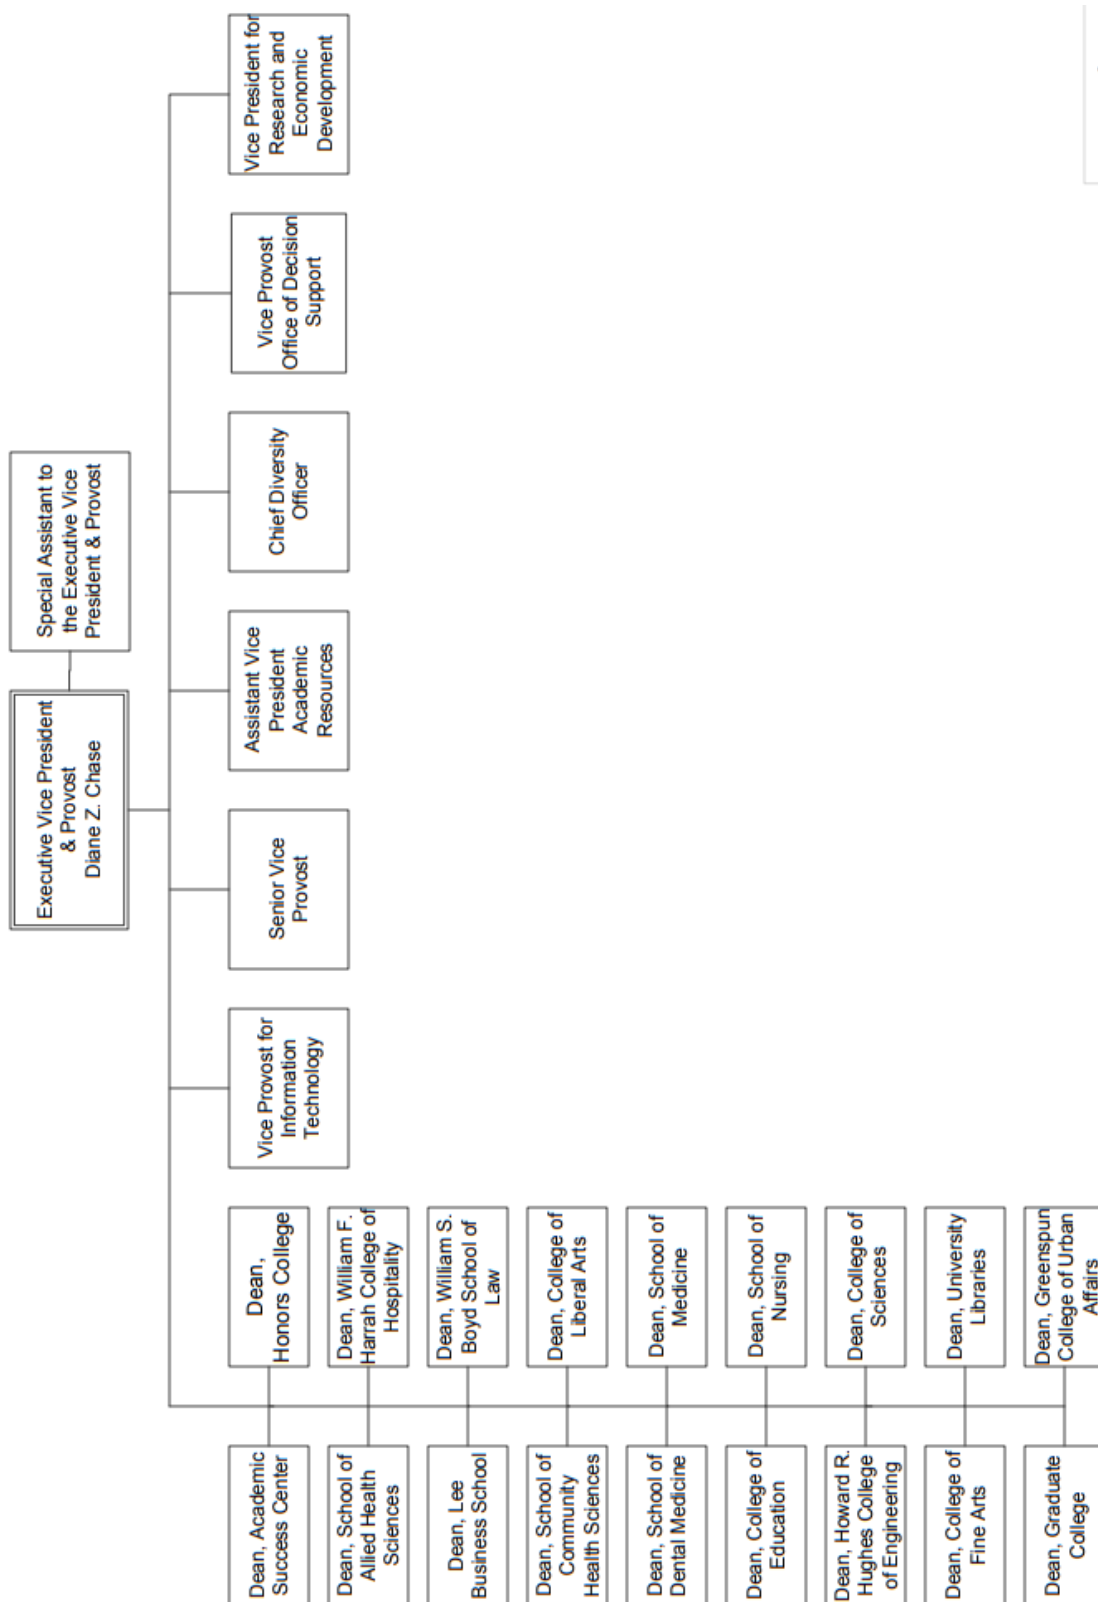 Executive Vice President
& Provost
Diane Z. Chase
Special Assistant to
the Executive Vice
President & Provost
Dean, Academic
Success Center
Dean,
Honors College
Dean, School of
Allied Health
Sciences
Dean, William F.
Harrah College of
Hospitality
Dean, Lee
Business School
Dean, William S.
Boyd School of
Law
Dean, School of
Community
Health Sciences
Dean, College of
Liberal Arts
Dean, School of
Dental Medicine
Dean, School of
Medicine
Dean, College of
Education
Dean, School of
Nursing
Dean, Howard R.
Hughes College
of Engineering
Dean, College of
Sciences
Dean, College of
Fine Arts
Dean, University
Libraries
Dean, Graduate
College
Dean, Greenspun
College of Urban
Affairs
Vice Provost for
Information
Technology
Senior Vice
Provost
Assistant Vice
President
Academic
Resources
Chief Diversity
Officer
Vice Provost
Office of Decision
Support
Vice President for
Research and
Economic
Development